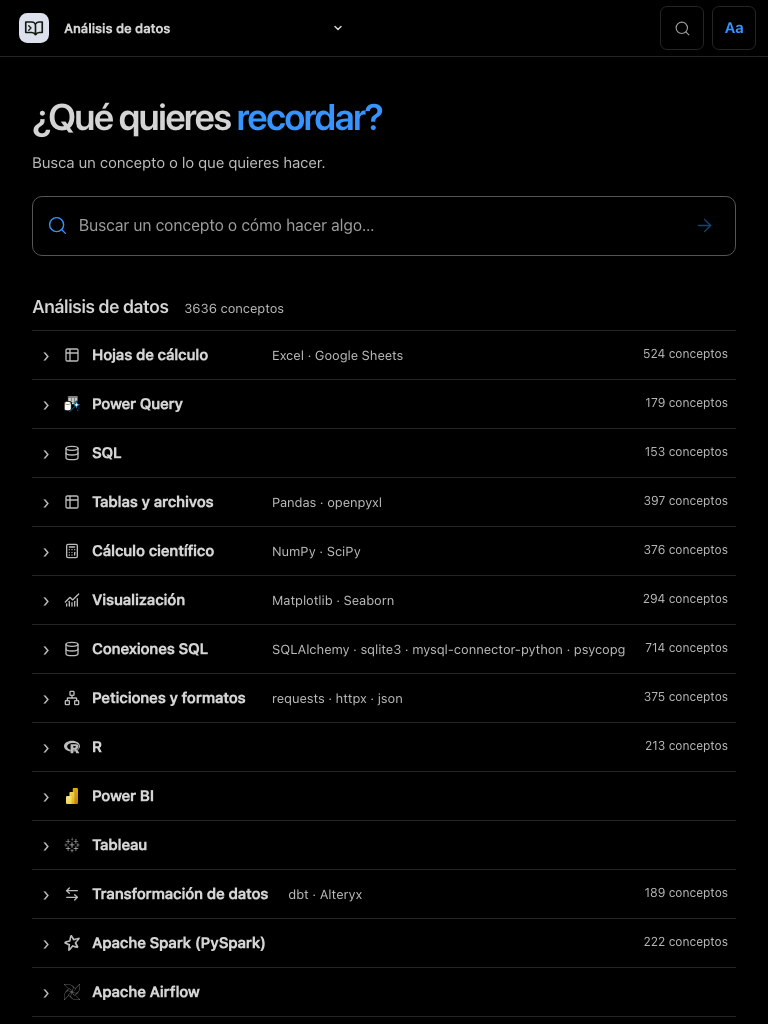 Análisis de datos
Aa
¿Qué quieres recordar?
Busca un concepto o lo que quieres hacer.
Buscar un concepto o cómo hacer algo...
Análisis de datos 3636 conceptos
Hojas de cálculo Excel · Google Sheets 524 conceptos
Power Query 179 conceptos
SQL 153 conceptos
Tablas y archivos Pandas · openpyxl 397 conceptos
Cálculo científico NumPy · SciPy 376 conceptos
Visualización Matplotlib · Seaborn 294 conceptos
Conexiones SQL SQLAlchemy · sqlite3 · mysql-connector-python · psycopg 714 conceptos
Peticiones y formatos requests · httpx · json 375 conceptos
R 213 conceptos
Power BI
Tableau
Transformación de datos dbt · Alteryx 189 conceptos
Apache Spark (PySpark) 222 conceptos
Apache Airflow